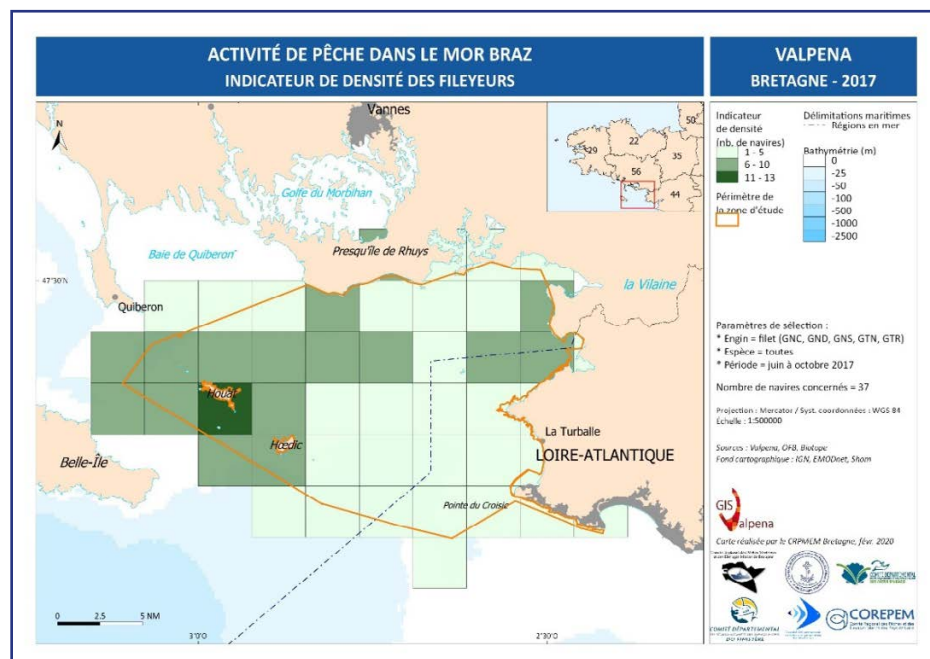 ACTIVITÉ DE PÊCHE DANS LE MOR BRAZ
INDICATEUR DE DENSITÉ DES FILEYEURS
VALPENA
BRETAGNE - 2017
N
Vannes
Golfe du Morbihan
Presqu'île de Rhuys
Baie de Quiberon
47°30'N
Quiberon
la Vilaine
Houat
Hœdic
Belle-Île
La Turballe
LOIRE-ATLANTIQUE
Pointe du Croisic
0 2.5 5 NM
3°0'0
2°30'0
50
29
22
35
56
44
Indicateur
de densité
(nb. de navires)
1 - 5
6 - 10
11 - 13
Périmètre de
la zone d'étude
Délimitations maritimes
Régions en mer
Bathymétrie (m)
0
-25
-50
-100
-500
-1000
-2500
Paramètres de sélection :
* Engin = filet (GNC, GND, GNS, GTN, GTR)
* Espèce = toutes
* Période = juin à octobre 2017
Nombre de navires concernés = 37
Projection : Mercator / Syst. coordonnées : WGS 84
Échelle : 1:500000
Sources : Valpena, OFB, Biotope
Fond cartographique : IGN, EMODnet, Shom
GIS
Valpena
Carte réalisée par le CRPMEM Bretagne, févr. 2020
COMITÉ DÉPARTEMENTAL
DU FINISTÈRE
COREPEM